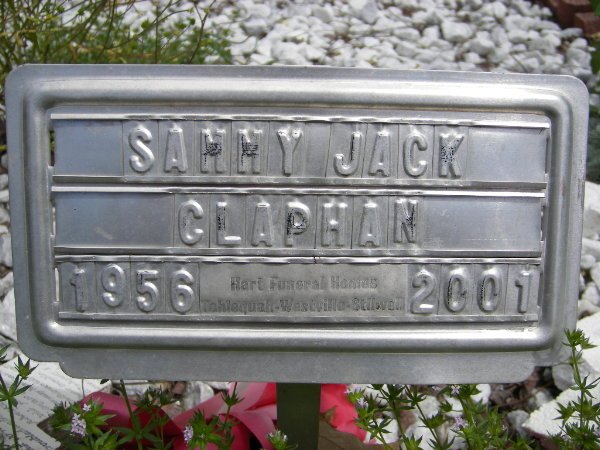 SAMMY JACK
CLAPHAN
1956 2001
Hart Funeral Homes
Tahlequah-Westville-Stilwell